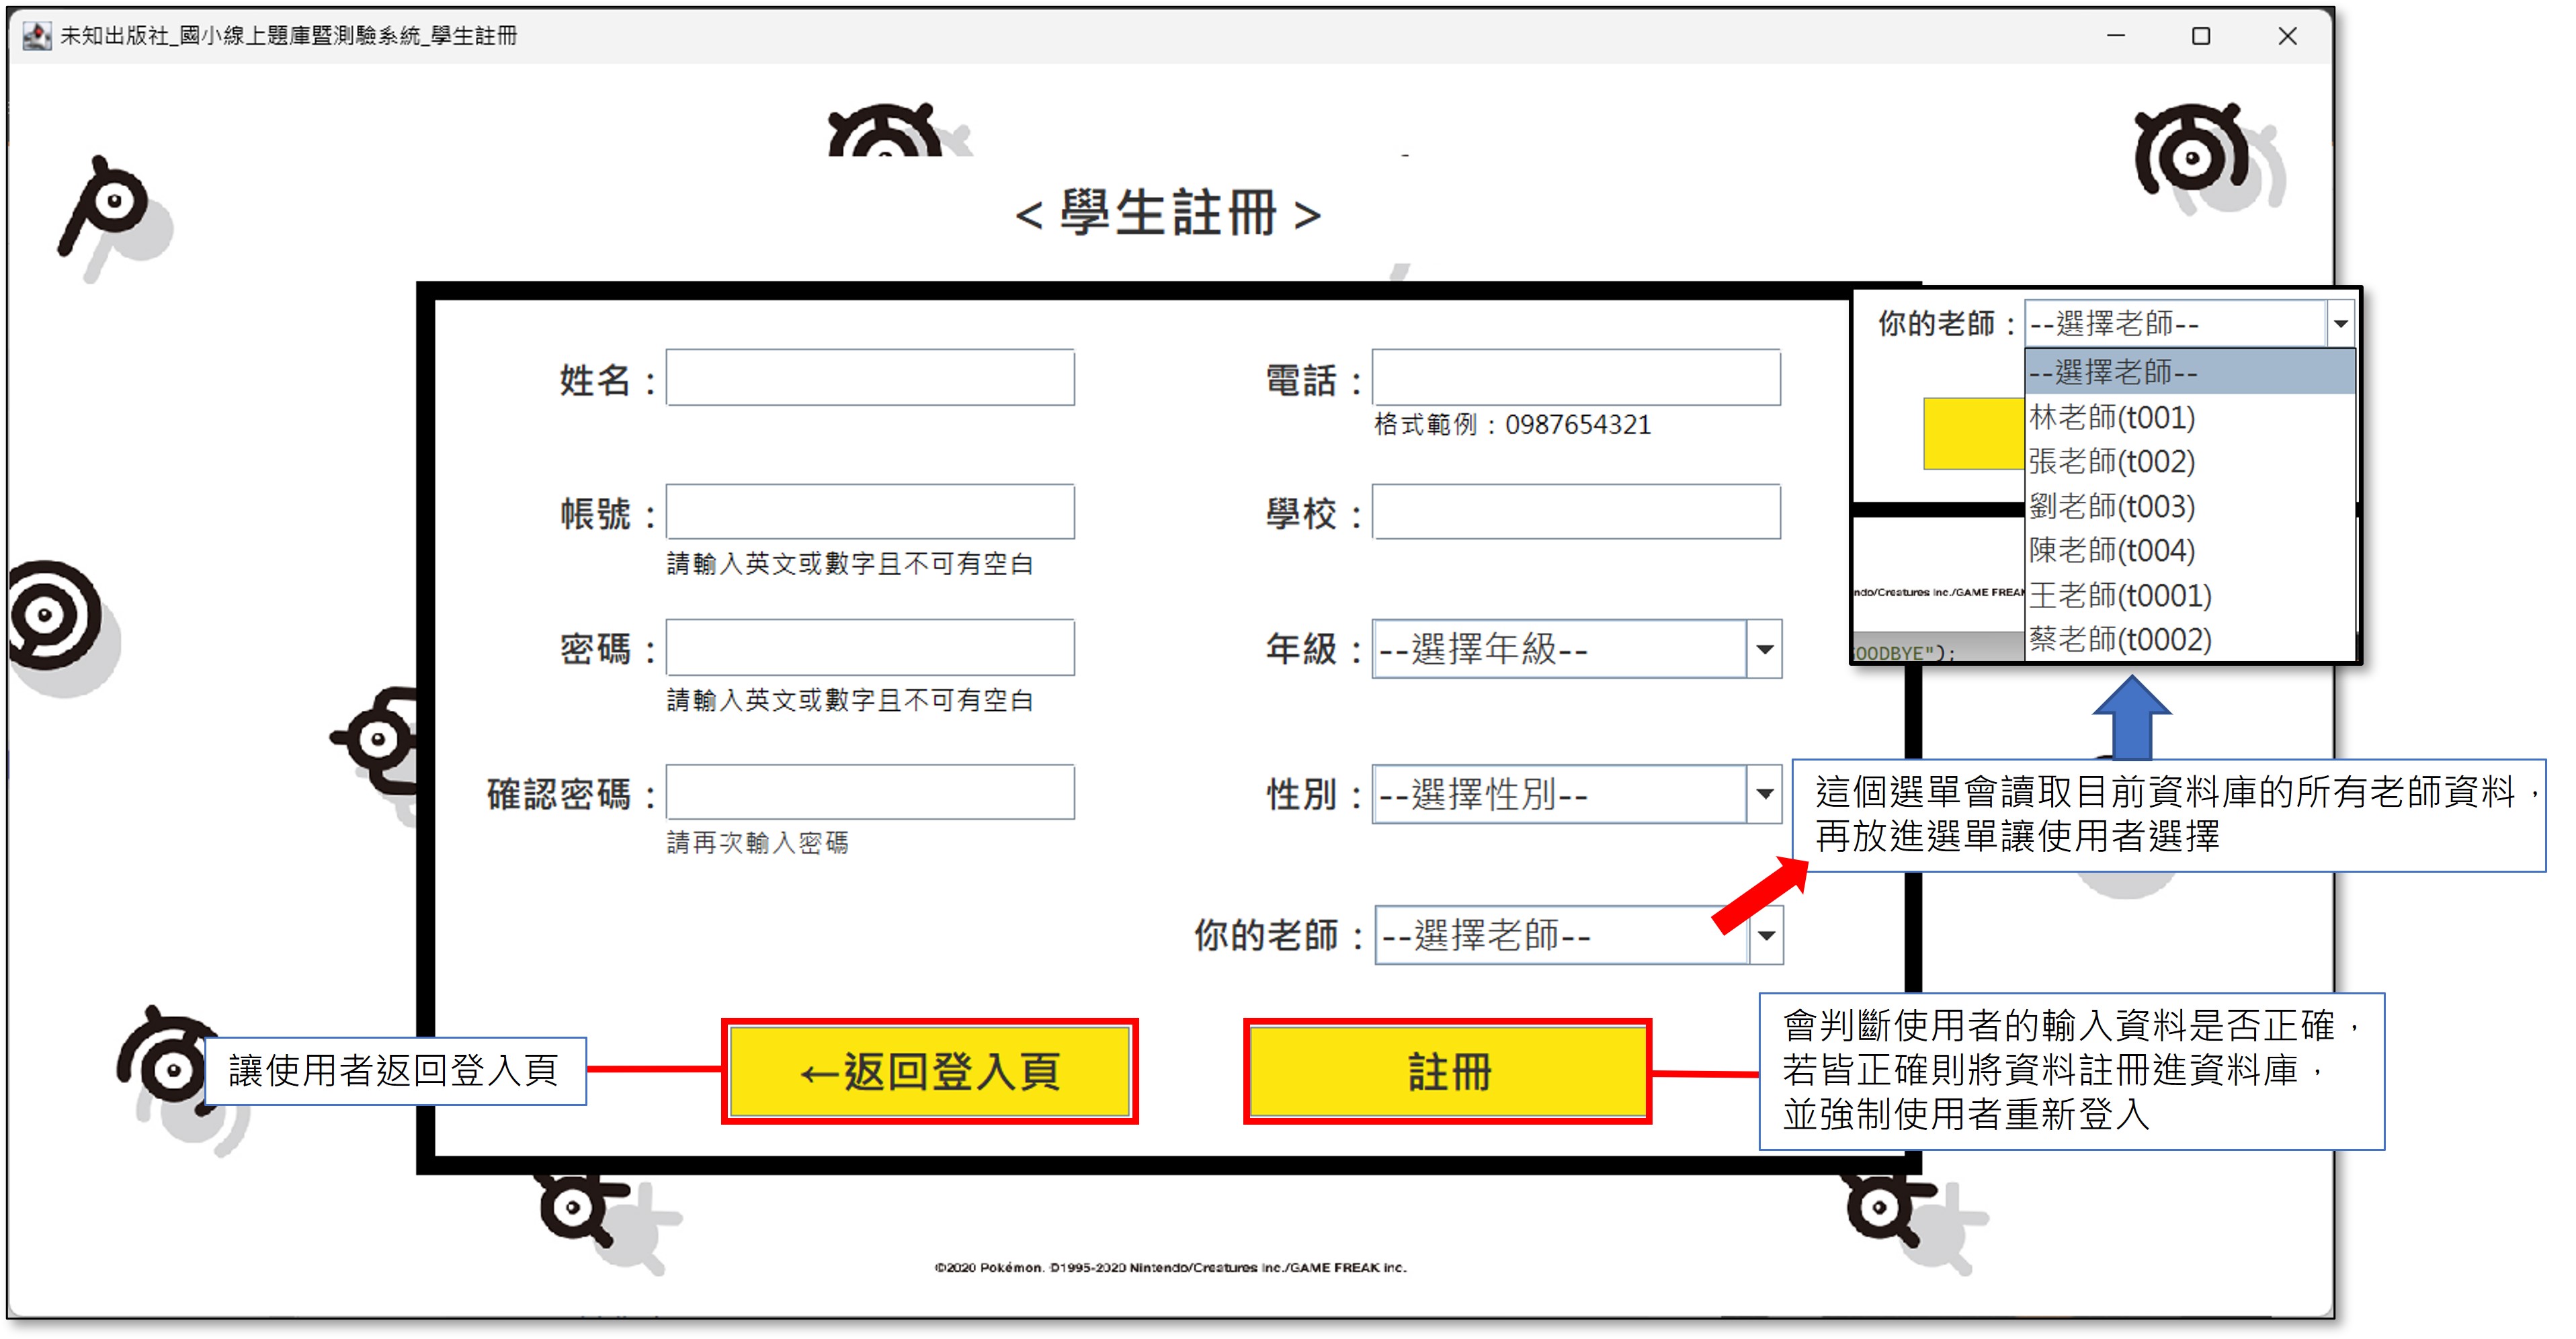 未知出版社_國小線上題庫暨測驗系統_學生註冊
<學生註冊>
姓名：
帳號：
請輸入英文或數字且不可有空白
密碼：
請輸入英文或數字且不可有空白
確認密碼：
請再次輸入密碼
電話：
格式範例：0987654321
學校：
年級：
--選擇年級--
性別：
--選擇性別--
你的老師：
--選擇老師--
←返回登入頁
註冊
讓使用者返回登入頁
會判斷使用者的輸入資料是否正確，
若皆正確則將資料註冊進資料庫，
並強制使用者重新登入
這個選單會讀取目前資料庫的所有老師資料，
再放進選單讓使用者選擇
你的老師：
--選擇老師--
--選擇老師--
林老師(t001)
張老師(t002)
劉老師(t003)
陳老師(t004)
王老師(t0001)
蔡老師(t0002)
ndo/Creatures Inc./GAME FREAK
OODBYE");
©2020 Pokémon. ©1995-2020 Nintendo/Creatures Inc./GAME FREAK inc.